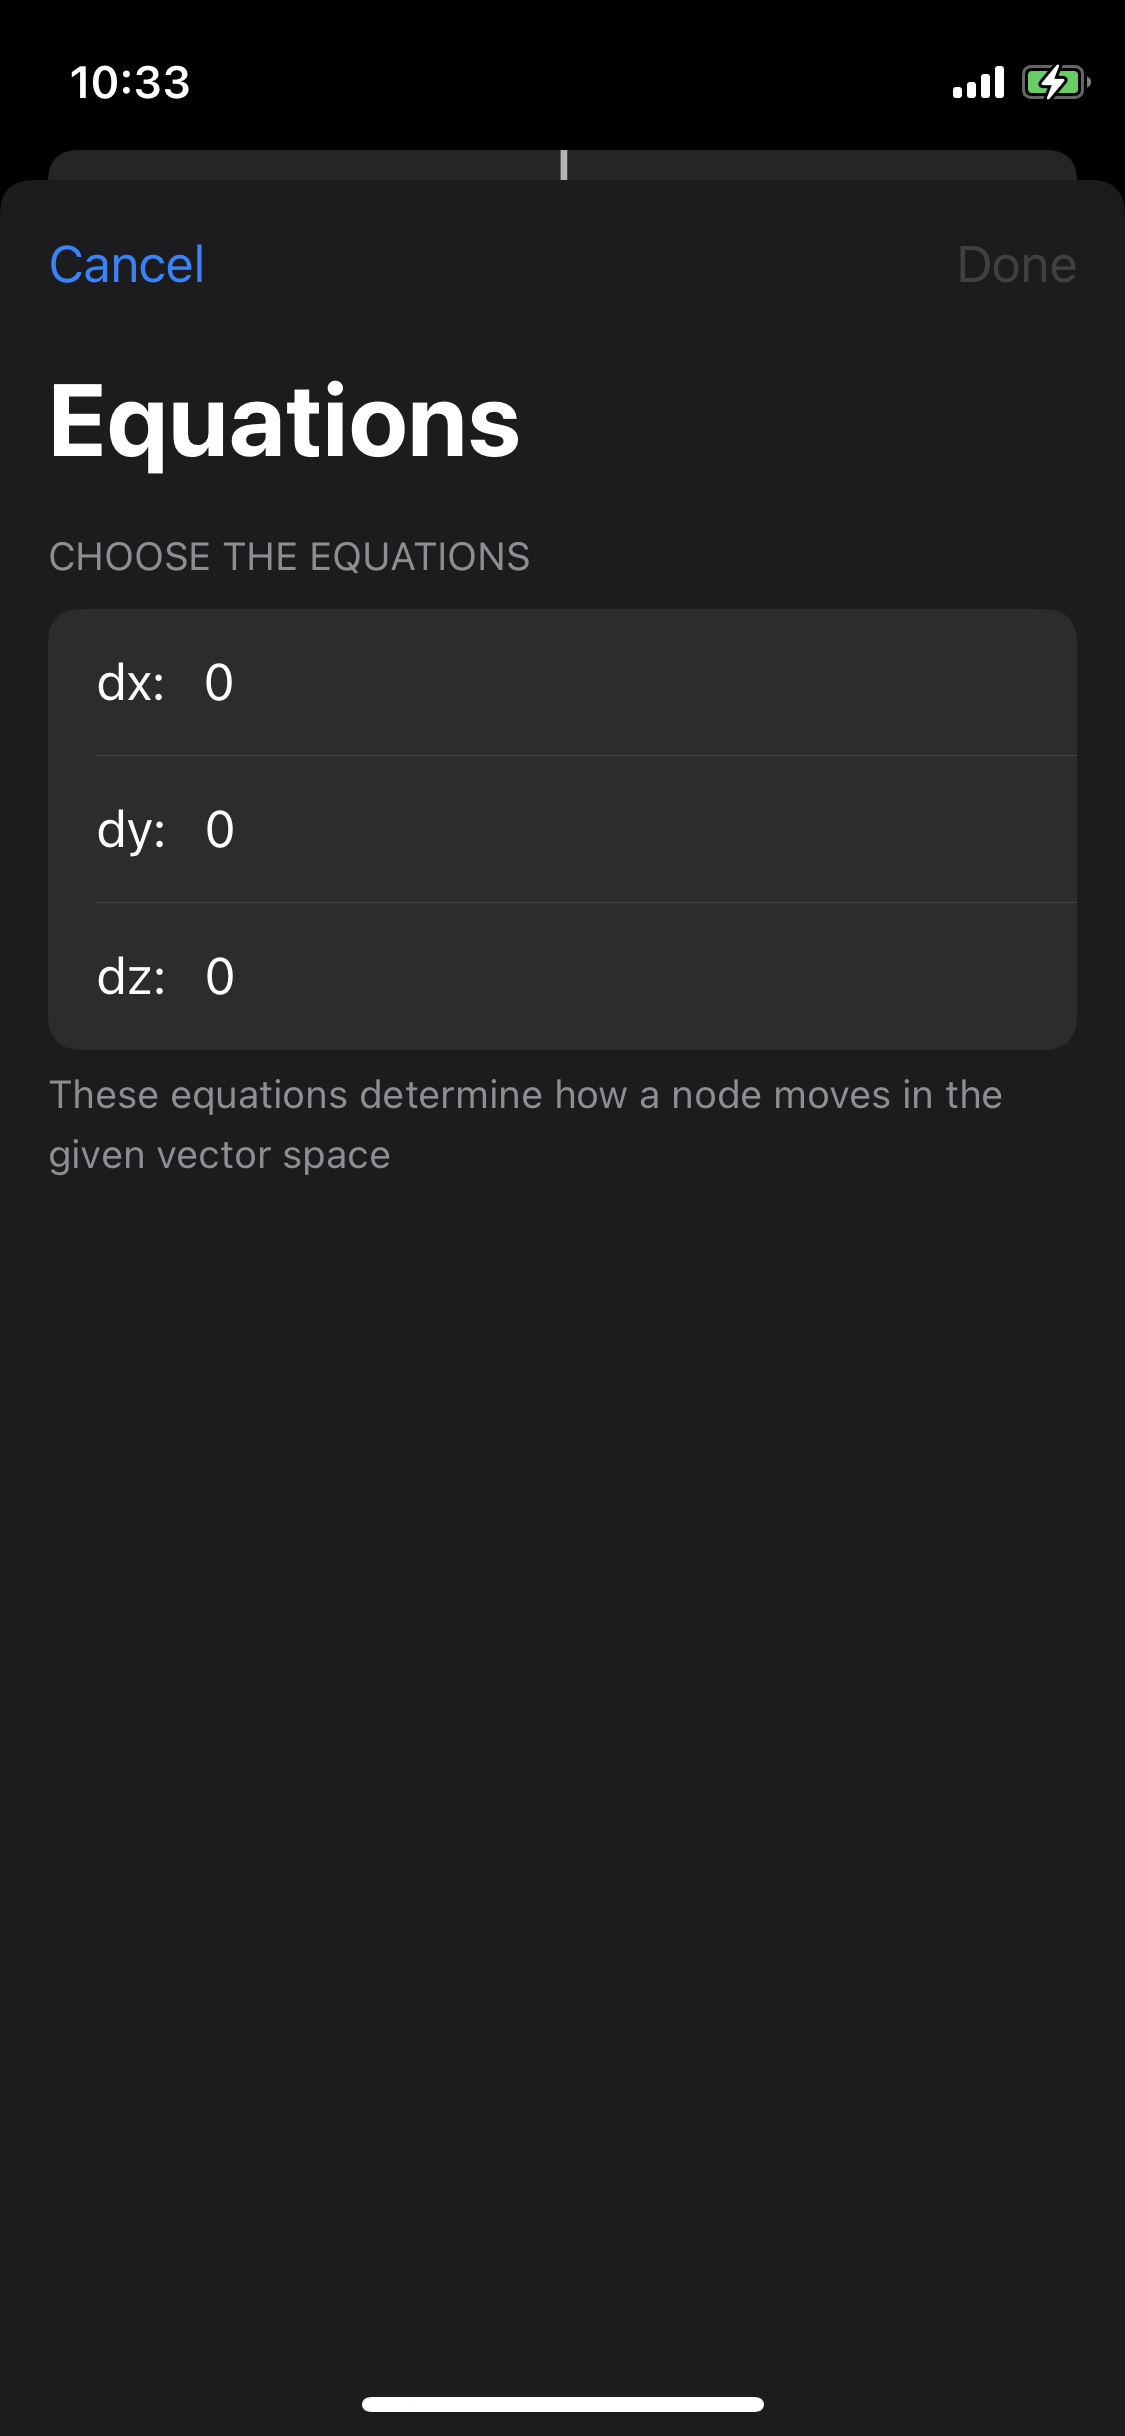 10:33
Cancel Done
Equations
CHOOSE THE EQUATIONS
dx: 0
dy: 0
dz: 0
These equations determine how a node moves in the
given vector space